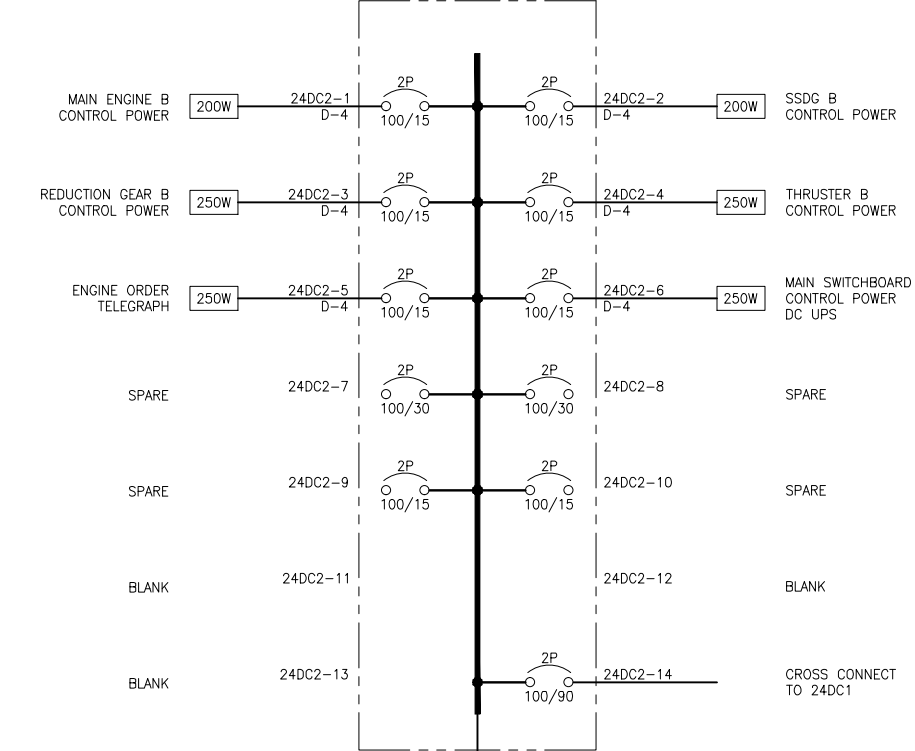 MAIN ENGINE B
CONTROL POWER
200W
24DC2-1
D-4
2P
100/15
2P
100/15
24DC2-2
D-4
200W
SSDG B
CONTROL POWER
REDUCTION GEAR B
CONTROL POWER
250W
24DC2-3
D-4
2P
100/15
2P
100/15
24DC2-4
D-4
250W
THRUSTER B
CONTROL POWER
ENGINE ORDER
TELEGRAPH
250W
24DC2-5
D-4
2P
100/15
2P
100/15
24DC2-6
D-4
250W
MAIN SWITCHBOARD
CONTROL POWER
DC UPS
SPARE
24DC2-7
2P
100/30
2P
100/30
24DC2-8
SPARE
SPARE
24DC2-9
2P
100/15
2P
100/15
24DC2-10
SPARE
BLANK
24DC2-11
24DC2-12
BLANK
BLANK
24DC2-13
2P
100/90
24DC2-14
CROSS CONNECT
TO 24DC1